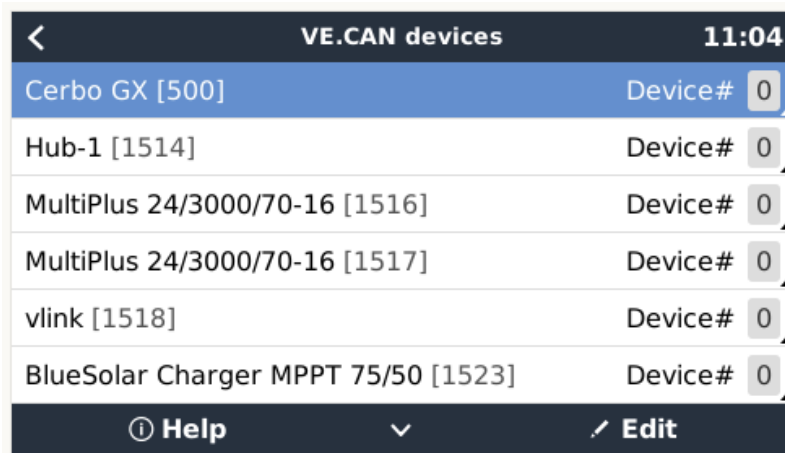 VE.CAN devices 11:04
Cerbo GX [500] Device# 0
Hub-1 [1514] Device# 0
MultiPlus 24/3000/70-16 [1516] Device# 0
MultiPlus 24/3000/70-16 [1517] Device# 0
vlink [1518] Device# 0
BlueSolar Charger MPPT 75/50 [1523] Device# 0
Help Edit